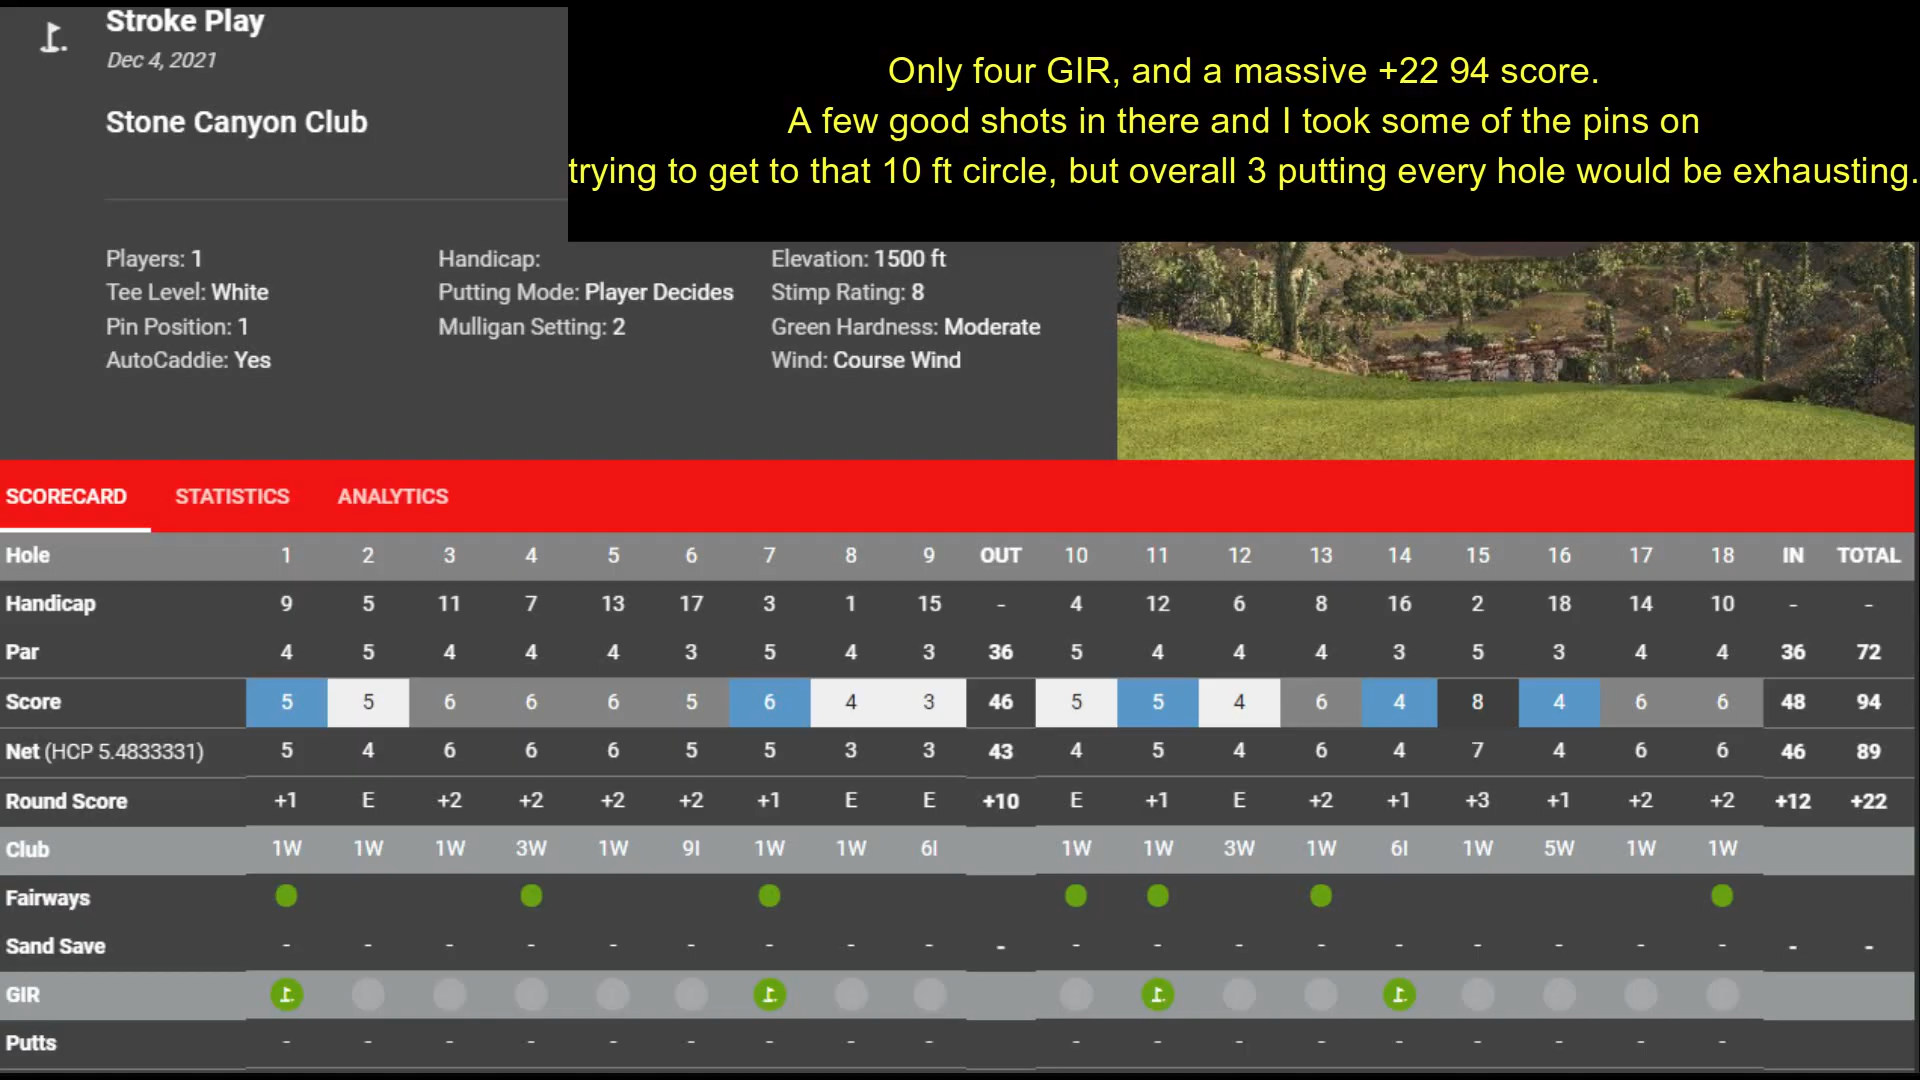 Stroke Play
Dec 4, 2021
Stone Canyon Club
Only four GIR, and a massive +22 94 score.
A few good shots in there and I took some of the pins on
trying to get to that 10 ft circle, but overall 3 putting every hole would be exhausting.
Players: 1 Handicap: Elevation: 1500 ft
Tee Level: White Putting Mode: Player Decides Stimp Rating: 8
Pin Position: 1 Mulligan Setting: 2 Green Hardness: Moderate
AutoCaddie: Yes Wind: Course Wind
SCORECARD STATISTICS ANALYTICS
Hole 1 2 3 4 5 6 7 8 9 OUT 10 11 12 13 14 15 16 17 18 IN TOTAL
Handicap 9 5 11 7 13 17 3 1 15 - 4 12 6 8 16 2 18 14 10 - -
Par 4 5 4 4 4 3 5 4 3 36 5 4 4 4 3 5 3 4 4 36 72
Score 5 5 6 6 6 5 6 4 3 46 5 5 4 6 4 8 4 6 6 48 94
Net (HCP 5.4833331) 5 4 6 6 6 5 5 3 3 43 4 5 4 6 4 7 4 6 6 46 89
Round Score +1 E +2 +2 +2 +2 +1 E E +10 E +1 E +2 +1 +3 +1 +2 +2 +12 +22
Club 1W 1W 1W 3W 1W 9I 1W 1W 6I 1W 1W 3W 1W 6I 1W 5W 1W 1W
Fairways
Sand Save - - - - - - - - - - - - - - - - - - - - -
GIR
Putts - - - - - - - - - - - - - - - - - -